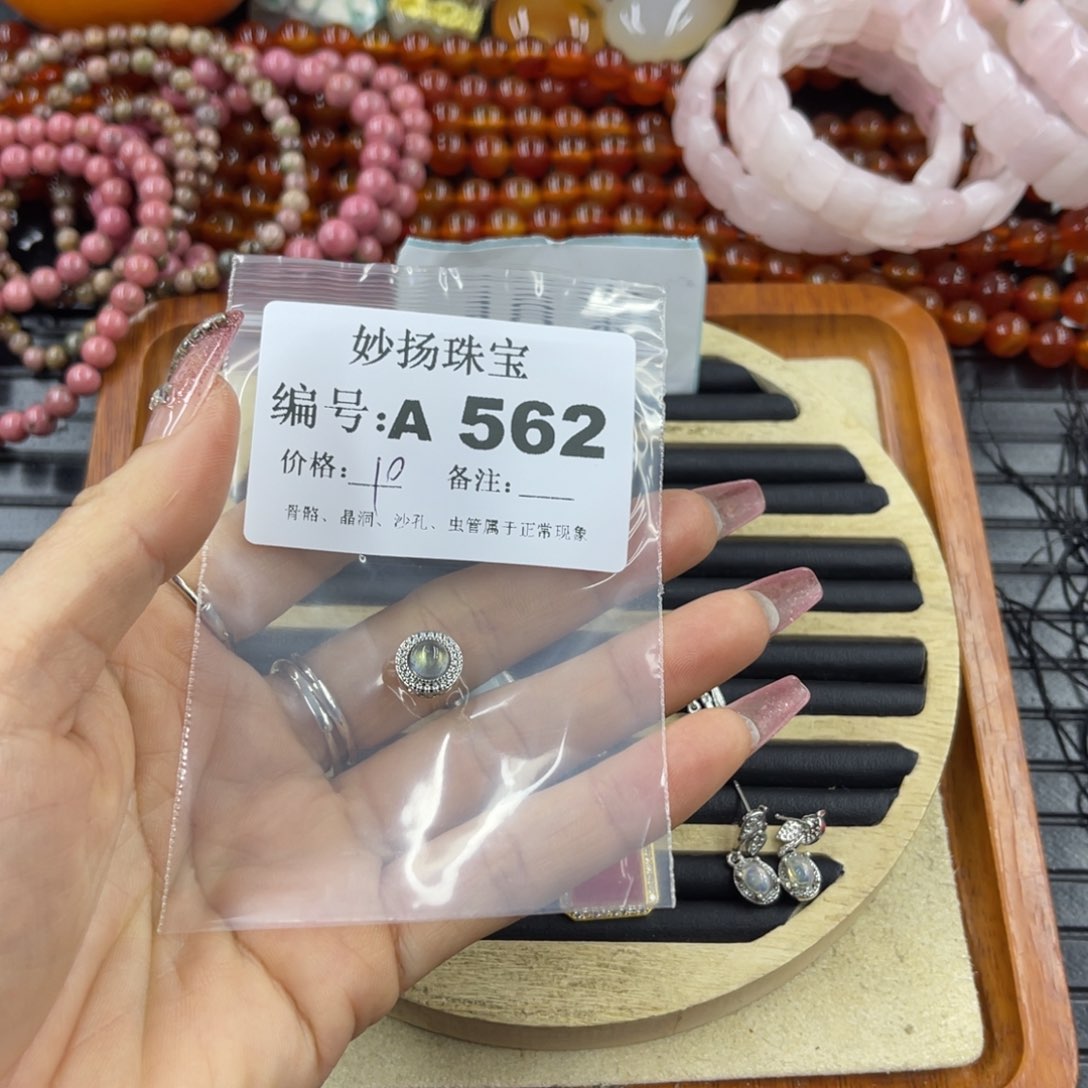 妙扬珠宝
编号:A 562
价格: 10 备注:
骨骼、晶洞、沙孔、虫管属于正常现象